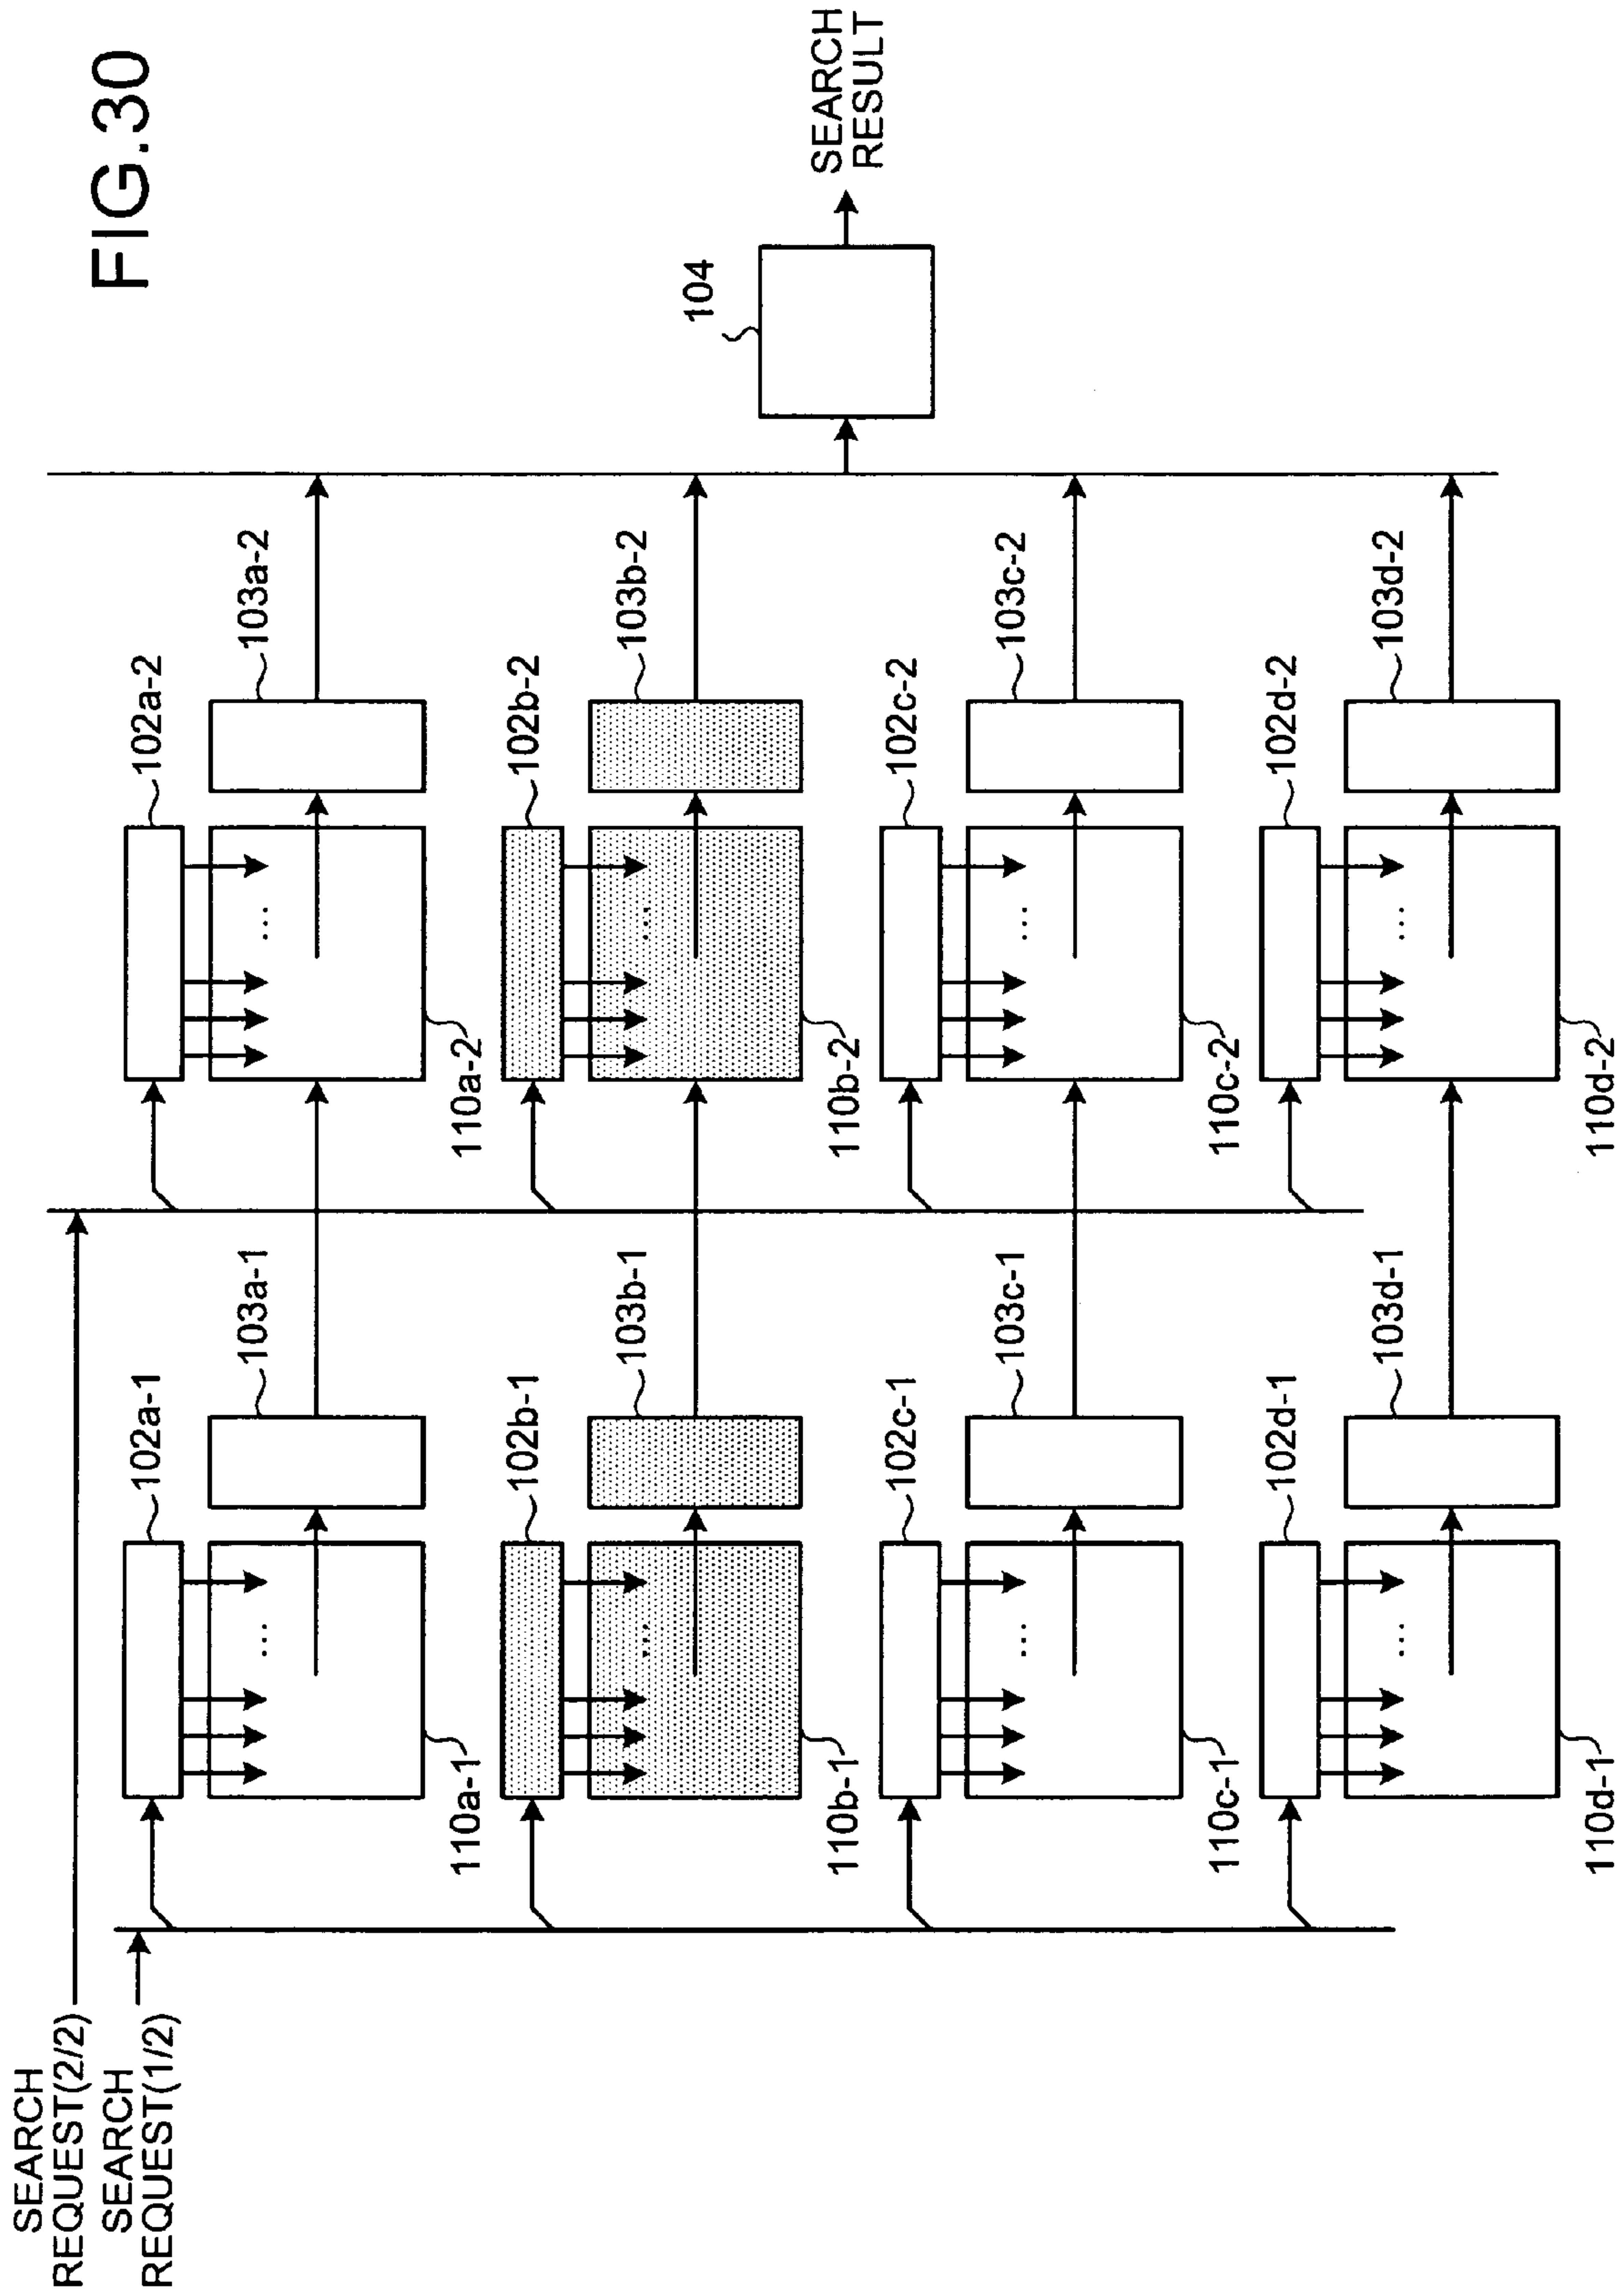 FIG.30
SEARCH
REQUEST(2/2)
SEARCH
REQUEST(1/2)
102a-1
103a-1
110a-1
102a-2
103a-2
110a-2
102b-1
103b-1
110b-1
102b-2
103b-2
110b-2
104
SEARCH
RESULT
102c-1
103c-1
110c-1
102c-2
103c-2
110c-2
102d-1
103d-1
110d-1
102d-2
103d-2
110d-2
...
...
...
...
...
...
...
...